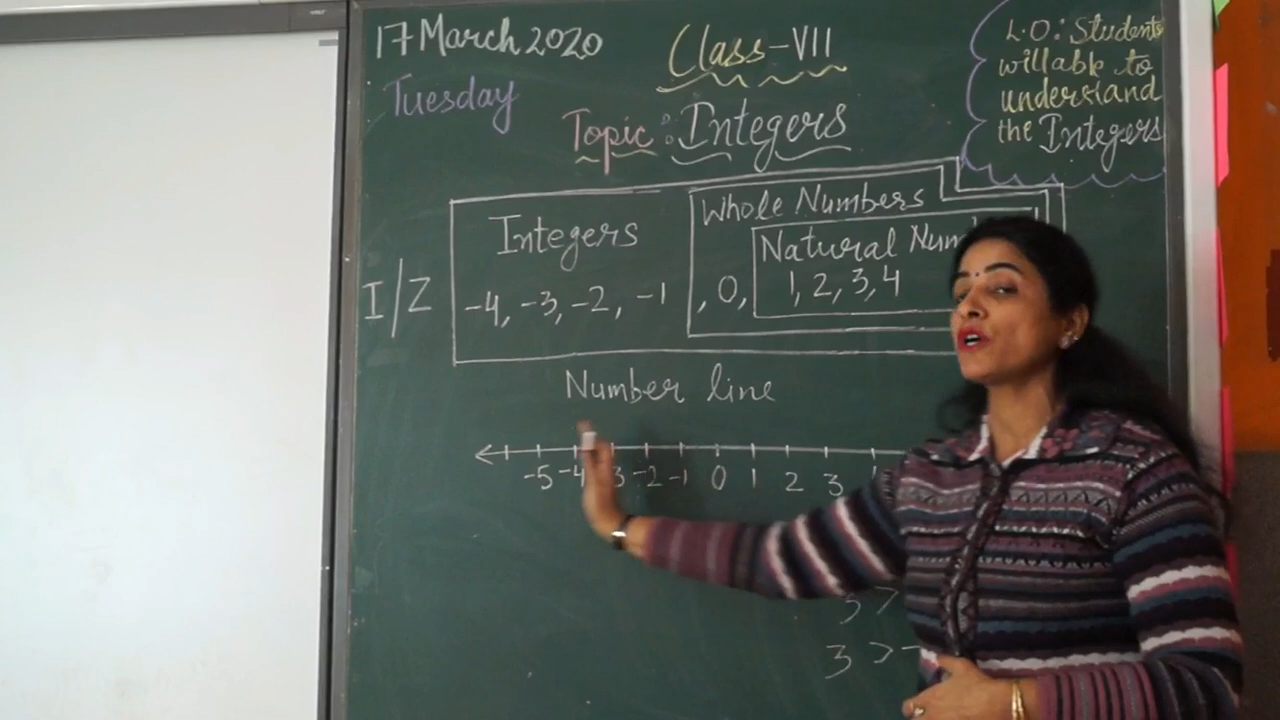 17 March 2020
Tuesday
Class-VII
Topic: Integers
L.O: Students
will able to
understand
the Integers
I/Z
Integers
-4, -3, -2, -1
Whole Numbers
, 0,
Natural Num
1, 2, 3, 4
Number line
-5 -4 3 -2 -1 0 1 2 3
3 >